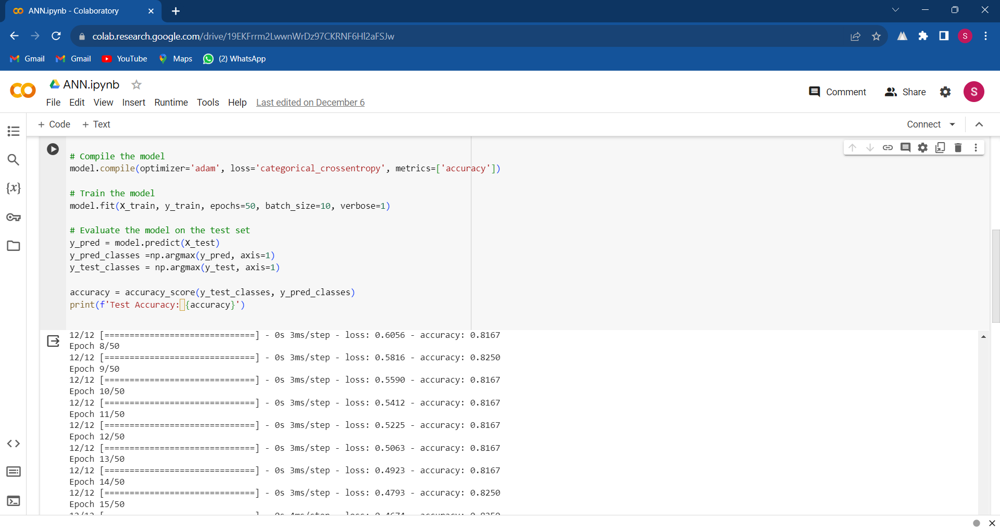 ANN.ipynb - Colaboratory
colab.research.google.com/drive/19EKFrrm2LwwnWrDz97CKRNF6Hl2aFSJw
S
Gmail Gmail YouTube Maps (2) WhatsApp
ANN.ipynb
File Edit View Insert Runtime Tools Help Last edited on December 6
Comment Share S
+ Code + Text Connect
{x}
# Compile the model
model.compile(optimizer='adam', loss='categorical_crossentropy', metrics=['accuracy'])
# Train the model
model.fit(X_train, y_train, epochs=50, batch_size=10, verbose=1)
# Evaluate the model on the test set
y_pred = model.predict(X_test)
y_pred_classes =np.argmax(y_pred, axis=1)
y_test_classes = np.argmax(y_test, axis=1)
accuracy = accuracy_score(y_test_classes, y_pred_classes)
print(f'Test Accuracy: {accuracy}')
12/12 [==============================] - 0s 3ms/step - loss: 0.6056 - accuracy: 0.8167
Epoch 8/50
12/12 [==============================] - 0s 3ms/step - loss: 0.5816 - accuracy: 0.8250
Epoch 9/50
12/12 [==============================] - 0s 3ms/step - loss: 0.5590 - accuracy: 0.8167
Epoch 10/50
12/12 [==============================] - 0s 3ms/step - loss: 0.5412 - accuracy: 0.8167
Epoch 11/50
12/12 [==============================] - 0s 3ms/step - loss: 0.5225 - accuracy: 0.8167
Epoch 12/50
12/12 [==============================] - 0s 3ms/step - loss: 0.5063 - accuracy: 0.8167
Epoch 13/50
12/12 [==============================] - 0s 3ms/step - loss: 0.4923 - accuracy: 0.8167
Epoch 14/50
12/12 [==============================] - 0s 3ms/step - loss: 0.4793 - accuracy: 0.8250
Epoch 15/50